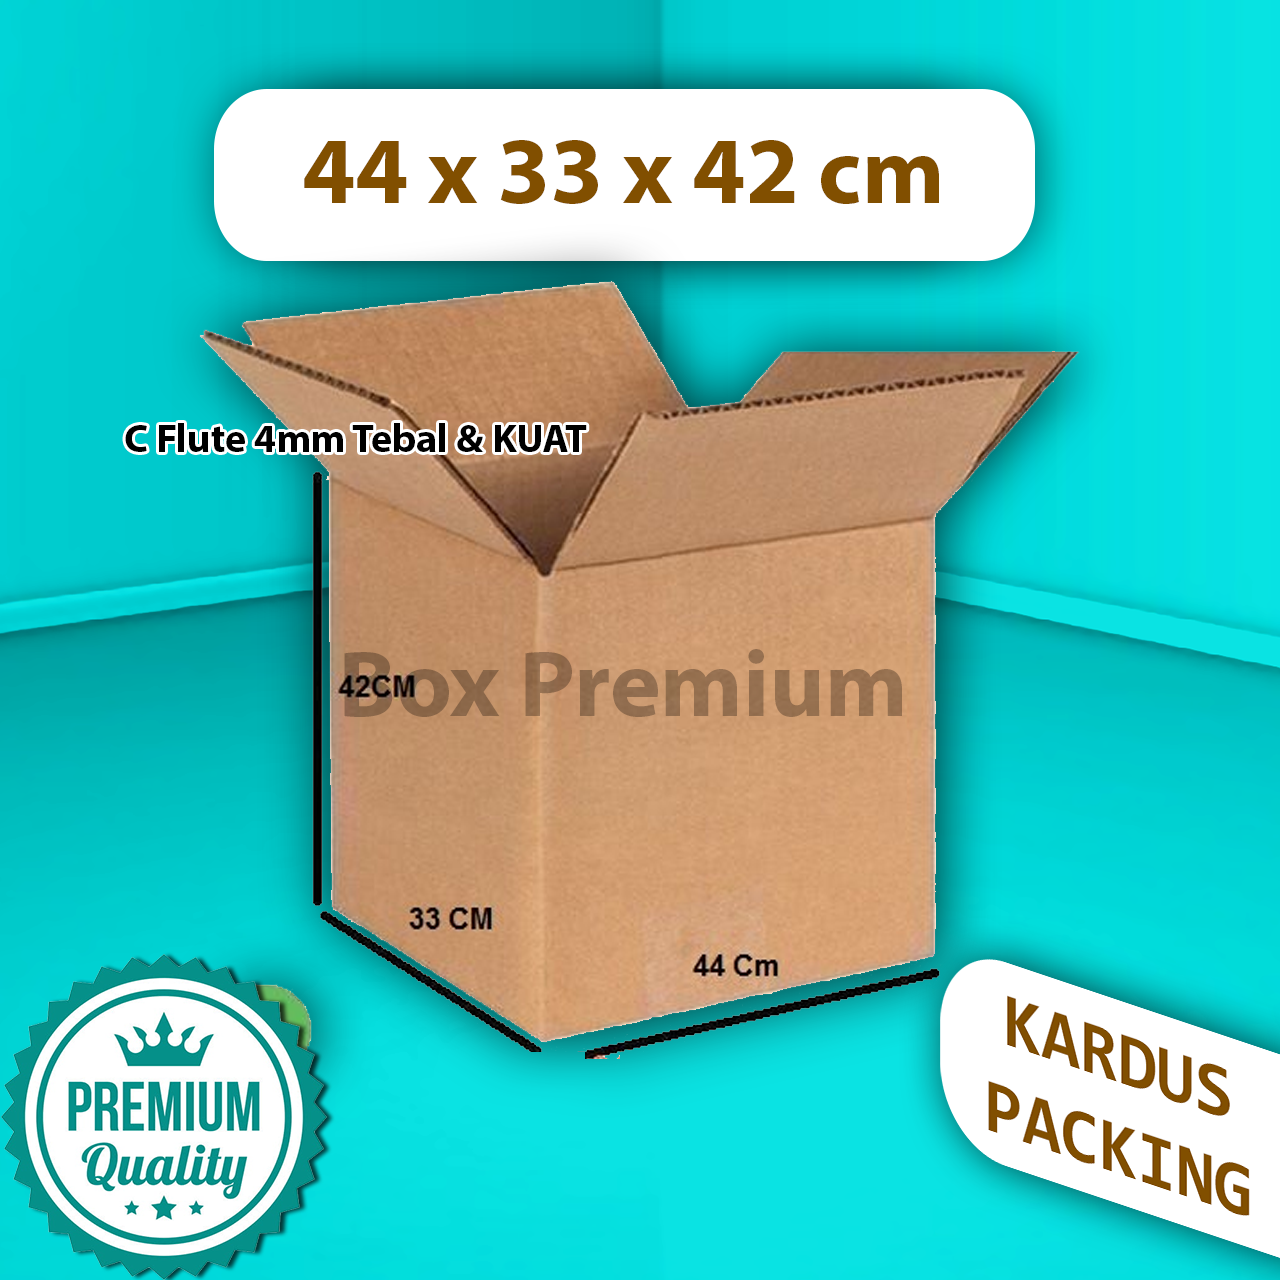 44 x 33 x 42 cm
C Flute 4mm Tebal & KUAT
Box Premium
42CM
33 CM
44 Cm
KARDUS
PACKING
PREMIUM
Quality